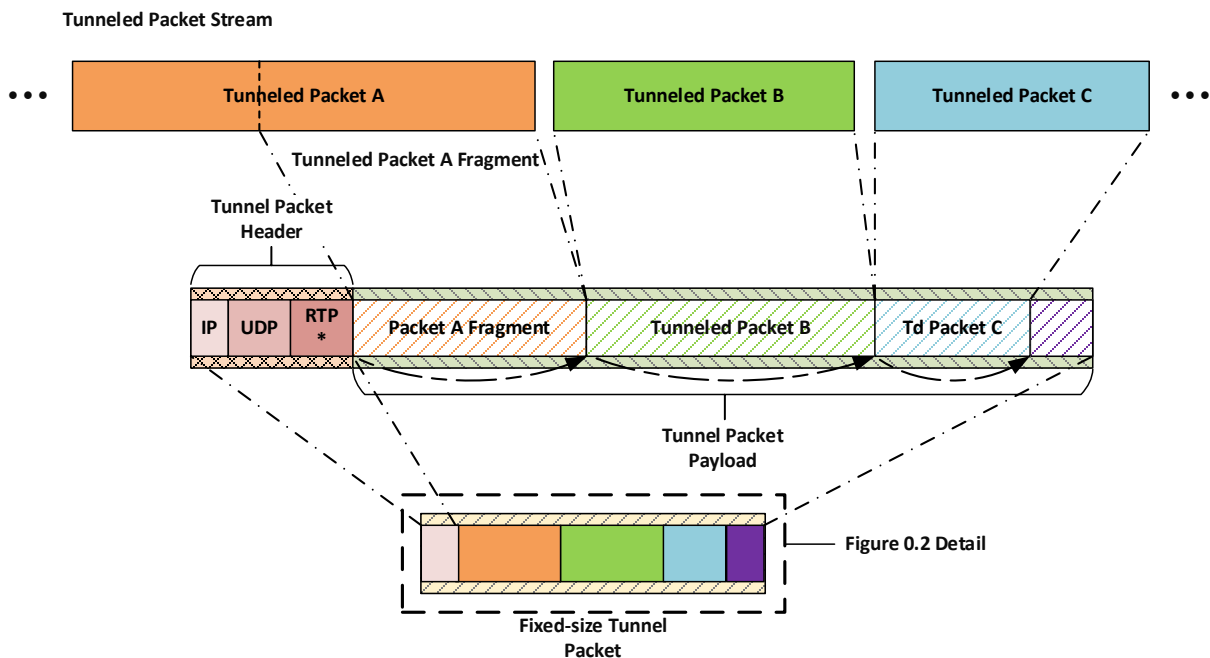 Tunneled Packet Stream
•••
Tunneled Packet A
Tunneled Packet B
Tunneled Packet C
•••
Tunneled Packet A Fragment
Tunnel Packet
Header
IP
UDP
RTP
*
Packet A Fragment
Tunneled Packet B
Td Packet C
Tunnel Packet
Payload
Figure 0.2 Detail
Fixed-size Tunnel
Packet